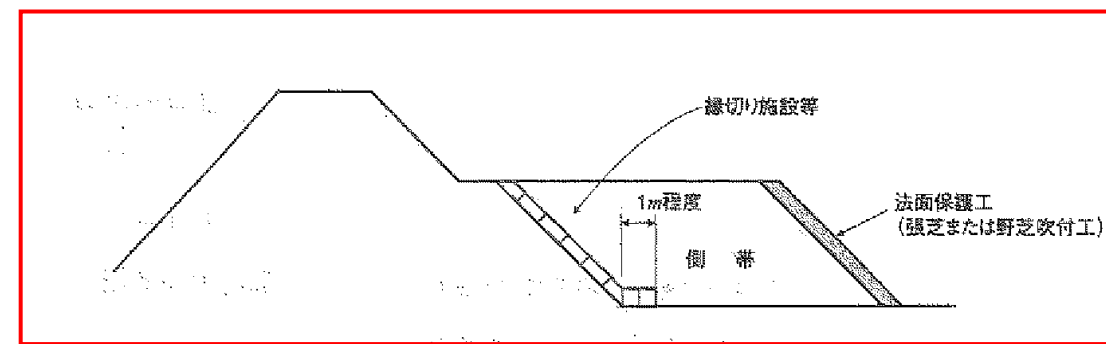 縁切り施設等
1m程度
法面保護工
（張芝または野芝吹付工）
側 帯